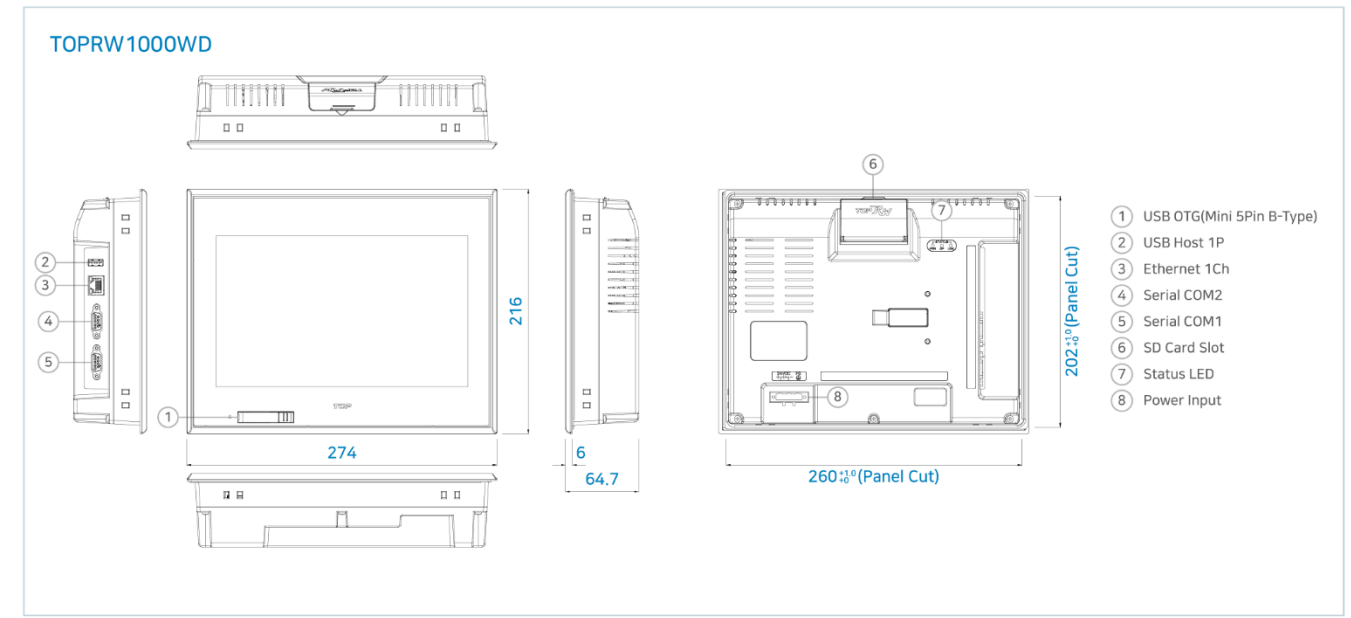 TOPRW1000WD
6
7
TOPRW
2
3
4
5
1
TOP
216
274
6
64.7
8
202 +1.0 +0 (Panel Cut)
260 +1.0 +0 (Panel Cut)
1 USB OTG(Mini 5Pin B-Type)
2 USB Host 1P
3 Ethernet 1Ch
4 Serial COM2
5 Serial COM1
6 SD Card Slot
7 Status LED
8 Power Input